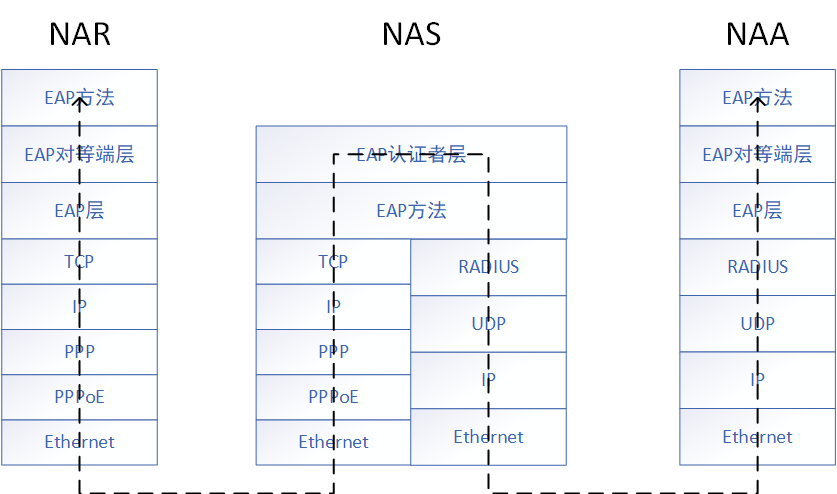 NAR
NAS
NAA
EAP方法
EAP对等端层
EAP层
TCP
IP
PPP
PPPoE
Ethernet
EAP认证者层
EAP方法
TCP
IP
PPP
PPPoE
Ethernet
RADIUS
UDP
IP
Ethernet
EAP方法
EAP对等端层
EAP层
RADIUS
UDP
IP
Ethernet